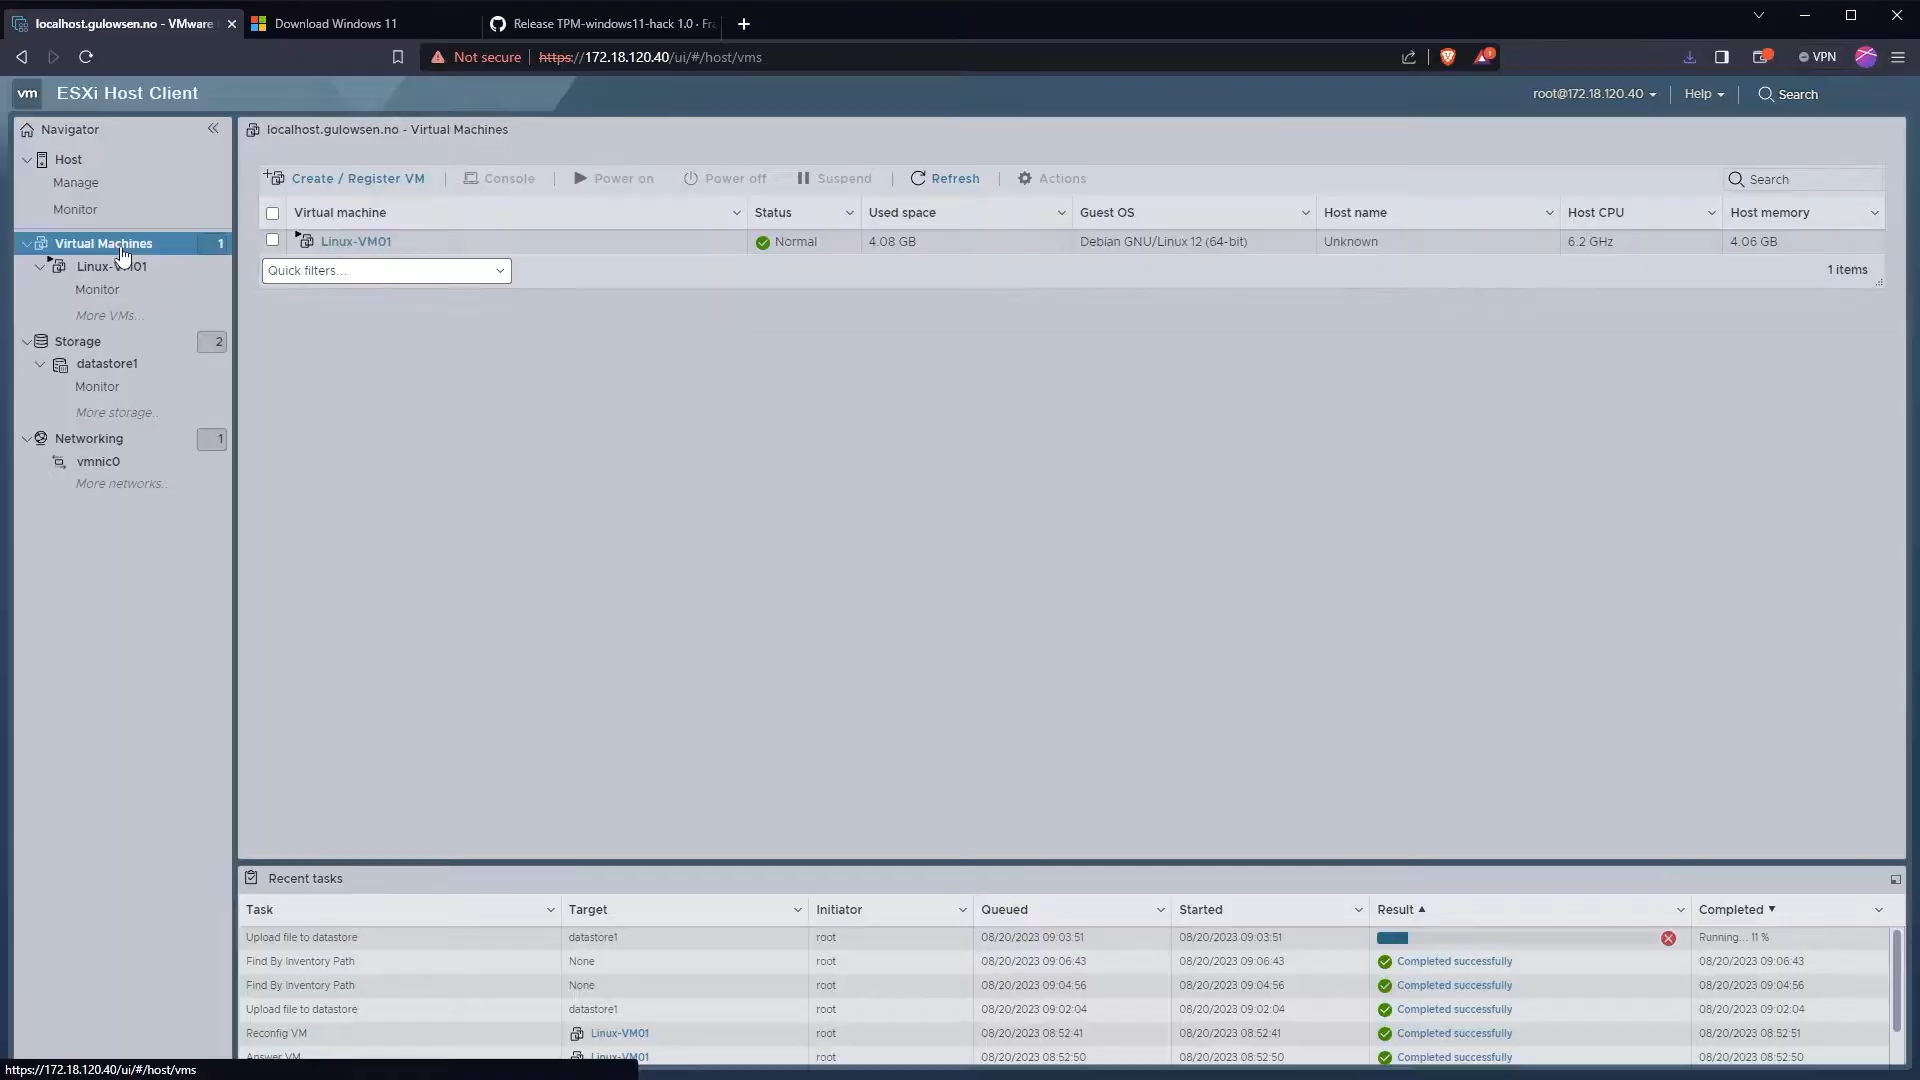 localhost.gulowsen.no - VMware
Download Windows 11
Release TPM-windows11-hack 1.0 · Fra
Not secure
https://172.18.120.40/ui/#/host/vms
1
VPN
vm ESXi Host Client
root@172.18.120.40
Help
Search
Navigator
Host
Manage
Monitor
Virtual Machines 1
Linux-VM01
Monitor
More VMs...
Storage 2
datastore1
Monitor
More storage...
Networking 1
vmnic0
More networks...
localhost.gulowsen.no - Virtual Machines
Create / Register VM Console Power on Power off Suspend Refresh Actions Search
Virtual machine Status Used space Guest OS Host name Host CPU Host memory
Linux-VM01 Normal 4.08 GB Debian GNU/Linux 12 (64-bit) Unknown 6.2 GHz 4.06 GB
Quick filters... 1 items
Recent tasks
Task Target Initiator Queued Started Result Completed
Upload file to datastore datastore1 root 08/20/2023 09:03:51 08/20/2023 09:03:51 Running... 11 %
Find By Inventory Path None root 08/20/2023 09:06:43 08/20/2023 09:06:43 Completed successfully 08/20/2023 09:06:43
Find By Inventory Path None root 08/20/2023 09:04:56 08/20/2023 09:04:56 Completed successfully 08/20/2023 09:04:56
Upload file to datastore datastore1 root 08/20/2023 09:02:04 08/20/2023 09:02:04 Completed successfully 08/20/2023 09:02:04
Reconfig VM Linux-VM01 root 08/20/2023 08:52:41 08/20/2023 08:52:41 Completed successfully 08/20/2023 08:52:51
Answer VM Linux-VM01 root 08/20/2023 08:52:50 08/20/2023 08:52:50 Completed successfully 08/20/2023 08:52:50
https://172.18.120.40/ui/#/host/vms